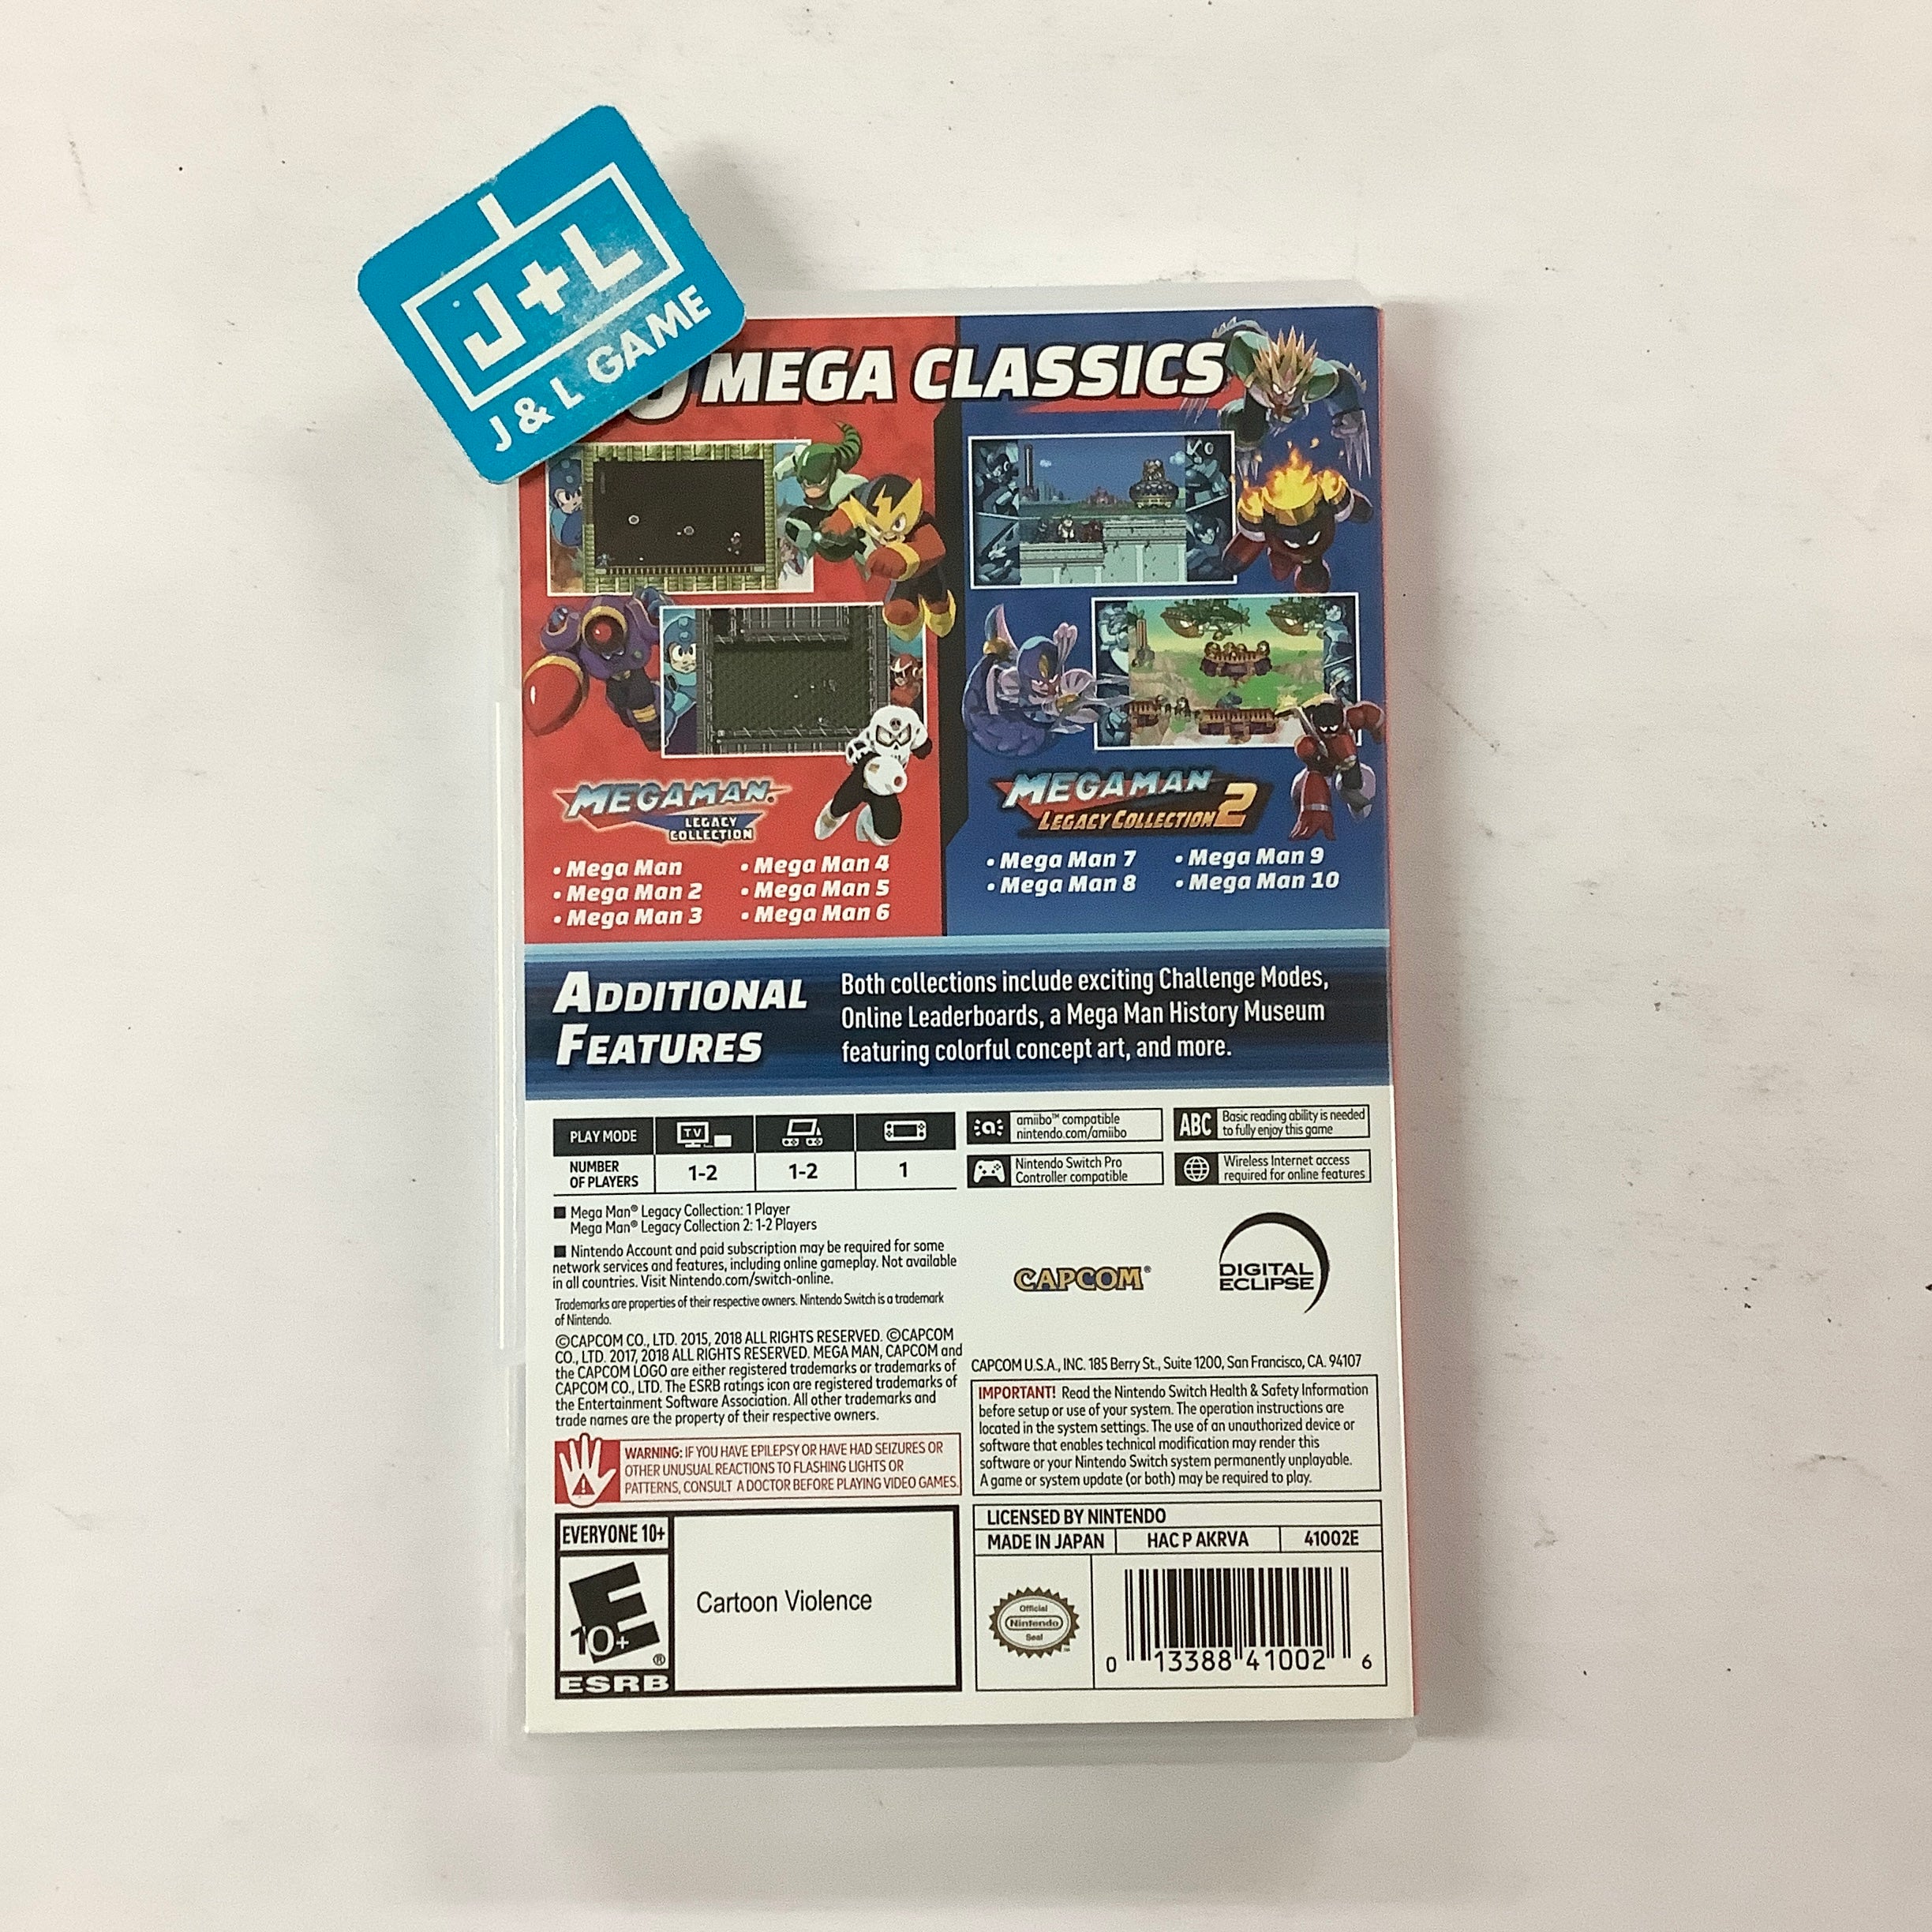 J+L
J & L GAME
MEGA CLASSICS
MEGAMAN
LEGACY
COLLECTION
• Mega Man
• Mega Man 2
• Mega Man 3
• Mega Man 4
• Mega Man 5
• Mega Man 6
MEGAMAN
LEGACY COLLECTION 2
• Mega Man 7
• Mega Man 8
• Mega Man 9
• Mega Man 10
ADDITIONAL
FEATURES
Both collections include exciting Challenge Modes,
Online Leaderboards, a Mega Man History Museum
featuring colorful concept art, and more.
PLAY MODE
TV
NUMBER
OF PLAYERS
1-2
1-2
1
amiibo™ compatible
nintendo.com/amiibo
ABC
Basic reading ability is needed
to fully enjoy this game
Nintendo Switch Pro
Controller compatible
Wireless Internet access
required for online features
■ Mega Man® Legacy Collection: 1 Player
Mega Man® Legacy Collection 2: 1-2 Players
■ Nintendo Account and paid subscription may be required for some
network services and features, including online gameplay. Not available
in all countries. Visit Nintendo.com/switch-online.
Trademarks are properties of their respective owners. Nintendo Switch is a trademark
of Nintendo.
©CAPCOM CO., LTD. 2015, 2018 ALL RIGHTS RESERVED. ©CAPCOM
CO., LTD. 2017, 2018 ALL RIGHTS RESERVED. MEGA MAN, CAPCOM and
the CAPCOM LOGO are either registered trademarks or trademarks of
CAPCOM CO., LTD. The ESRB ratings icon are registered trademarks of
the Entertainment Software Association. All other trademarks and
trade names are the property of their respective owners.
CAPCOM®
DIGITAL
ECLIPSE
CAPCOM U.S.A., INC. 185 Berry St., Suite 1200, San Francisco, CA. 94107
WARNING: IF YOU HAVE EPILEPSY OR HAVE HAD SEIZURES OR
OTHER UNUSUAL REACTIONS TO FLASHING LIGHTS OR
PATTERNS, CONSULT A DOCTOR BEFORE PLAYING VIDEO GAMES.
IMPORTANT! Read the Nintendo Switch Health & Safety Information
before setup or use of your system. The operation instructions are
located in the system settings. The use of an unauthorized device or
software that enables technical modification may render this
software or your Nintendo Switch system permanently unplayable.
A game or system update (or both) may be required to play.
EVERYONE 10+
E
10+
®
ESRB
Cartoon Violence
LICENSED BY NINTENDO
MADE IN JAPAN
HAC P AKRVA
41002E
Official
Nintendo
Seal
0 13388 41002 6